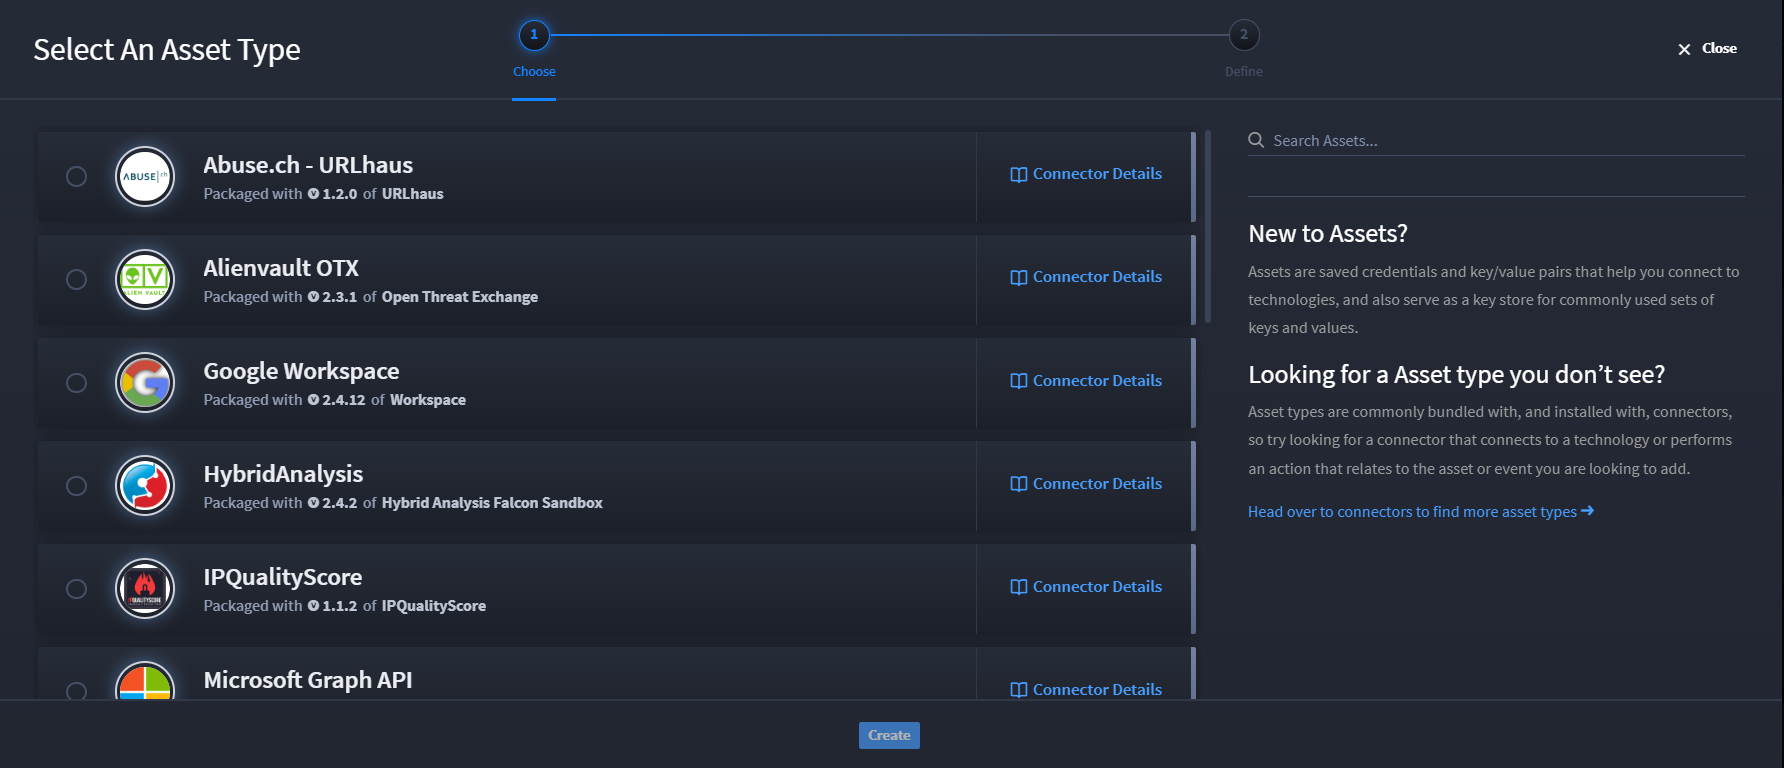 Select An Asset Type
1
Choose
2
Define
Close
Abuse.ch - URLhaus
Packaged with 1.2.0 of URLhaus
Connector Details
ABUSE|ch
Alienvault OTX
Packaged with 2.3.1 of Open Threat Exchange
Connector Details
ALIEN VAULT
Google Workspace
Packaged with 2.4.12 of Workspace
Connector Details
HybridAnalysis
Packaged with 2.4.2 of Hybrid Analysis Falcon Sandbox
Connector Details
IPQualityScore
Packaged with 1.1.2 of IPQualityScore
Connector Details
IPQUALITYSCORE
Microsoft Graph API
Connector Details
Search Assets...
New to Assets?
Assets are saved credentials and key/value pairs that help you connect to
technologies, and also serve as a key store for commonly used sets of
keys and values.
Looking for a Asset type you don’t see?
Asset types are commonly bundled with, and installed with, connectors,
so try looking for a connector that connects to a technology or performs
an action that relates to the asset or event you are looking to add.
Head over to connectors to find more asset types
Create